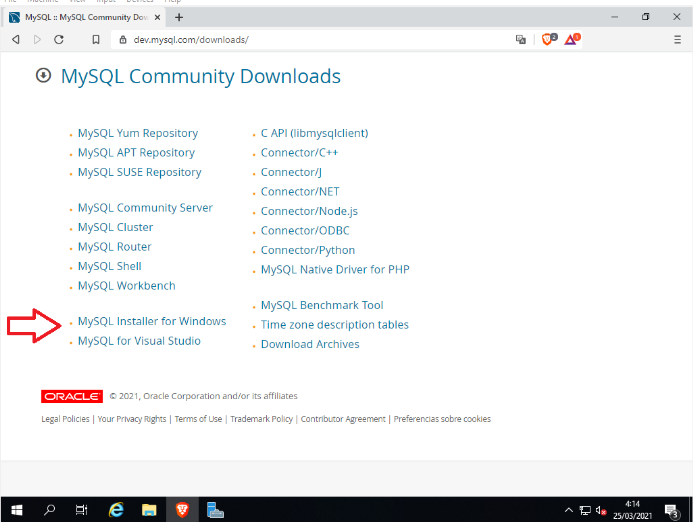 Machine View Input Devices Help
MySQL :: MySQL Community Dow
dev.mysql.com/downloads/
2
1
MySQL Community Downloads
MySQL Yum Repository
MySQL APT Repository
MySQL SUSE Repository
MySQL Community Server
MySQL Cluster
MySQL Router
MySQL Shell
MySQL Workbench
MySQL Installer for Windows
MySQL for Visual Studio
C API (libmysqlclient)
Connector/C++
Connector/J
Connector/NET
Connector/Node.js
Connector/ODBC
Connector/Python
MySQL Native Driver for PHP
MySQL Benchmark Tool
Time zone description tables
Download Archives
ORACLE © 2021, Oracle Corporation and/or its affiliates
Legal Policies | Your Privacy Rights | Terms of Use | Trademark Policy | Contributor Agreement | Preferencias sobre cookies
4:14
25/03/2021
3